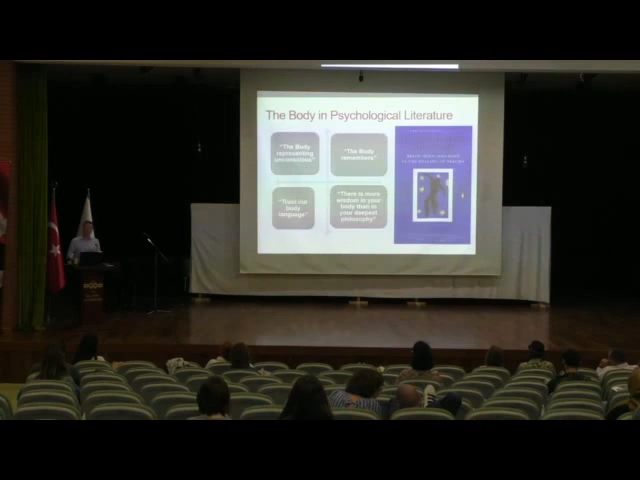 The Body in Psychological Literature
"The Body
representing
unconscious"
"The Body
remembers"
"Trust our
body
language"
"There is more
wisdom in your
body than in
your deepest
philosophy"